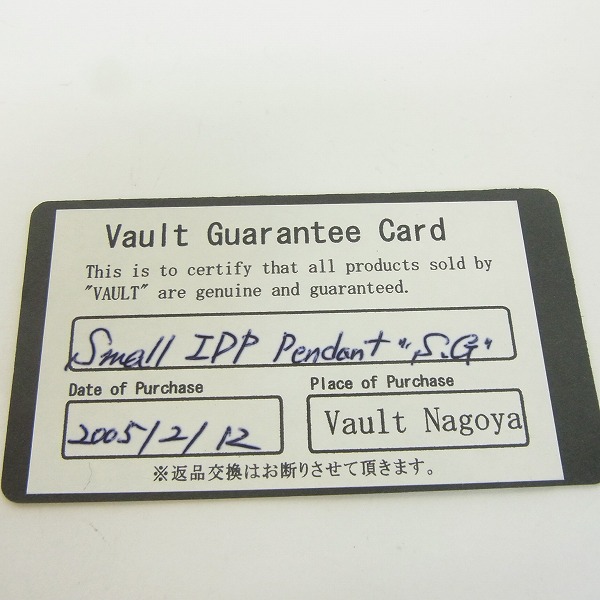 Vault Guarantee Card
This is to certify that all products sold by
"VAULT" are genuine and guaranteed.
Small IDP Pendant "S.G"
Date of Purchase
Place of Purchase
2005/2/12
Vault Nagoya
※返品交換はお断りさせて頂きます。